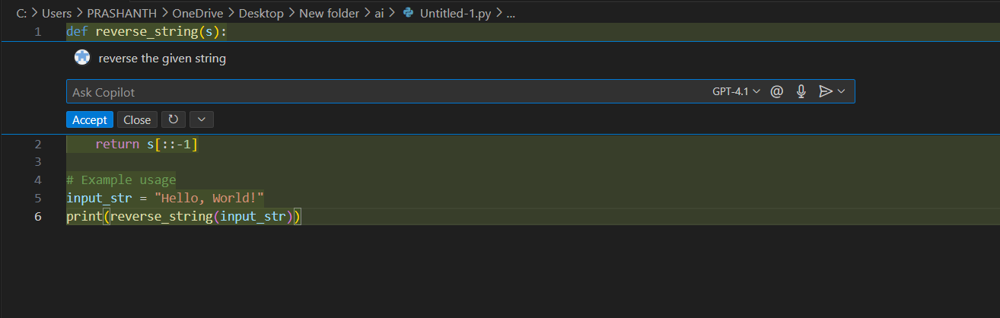 C: > Users > PRASHANTH > OneDrive > Desktop > New folder > ai > Untitled-1.py > ...
1 def reverse_string(s):
reverse the given string
Ask Copilot GPT-4.1 @
Accept Close
2     return s[::-1]
3
4 # Example usage
5 input_str = "Hello, World!"
6 print(reverse_string(input_str))